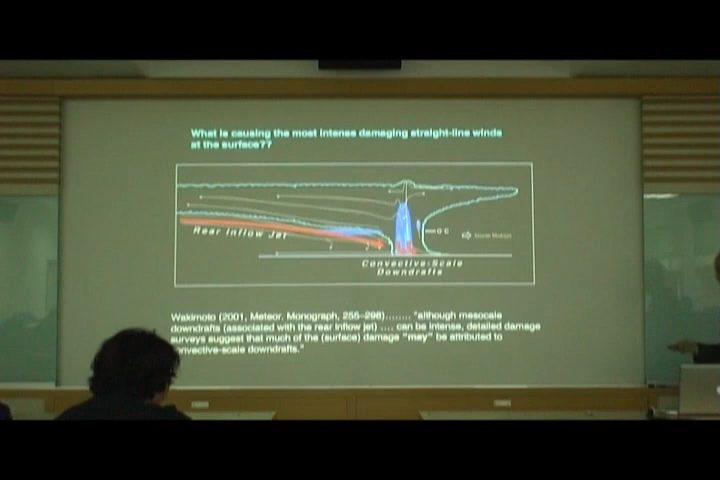 What is causing the most intense damaging straight-line winds
at the surface??
Rear Inflow Jet
0°C
Storm Motion
Convective-Scale
Downdrafts
Wakimoto (2001, Meteor. Monograph, 255-298)........ "although mesoscale
downdrafts (associated with the rear inflow jet) .... can be intense, detailed damage
surveys suggest that much of the (surface) damage "may" be attributed to
convective-scale downdrafts."